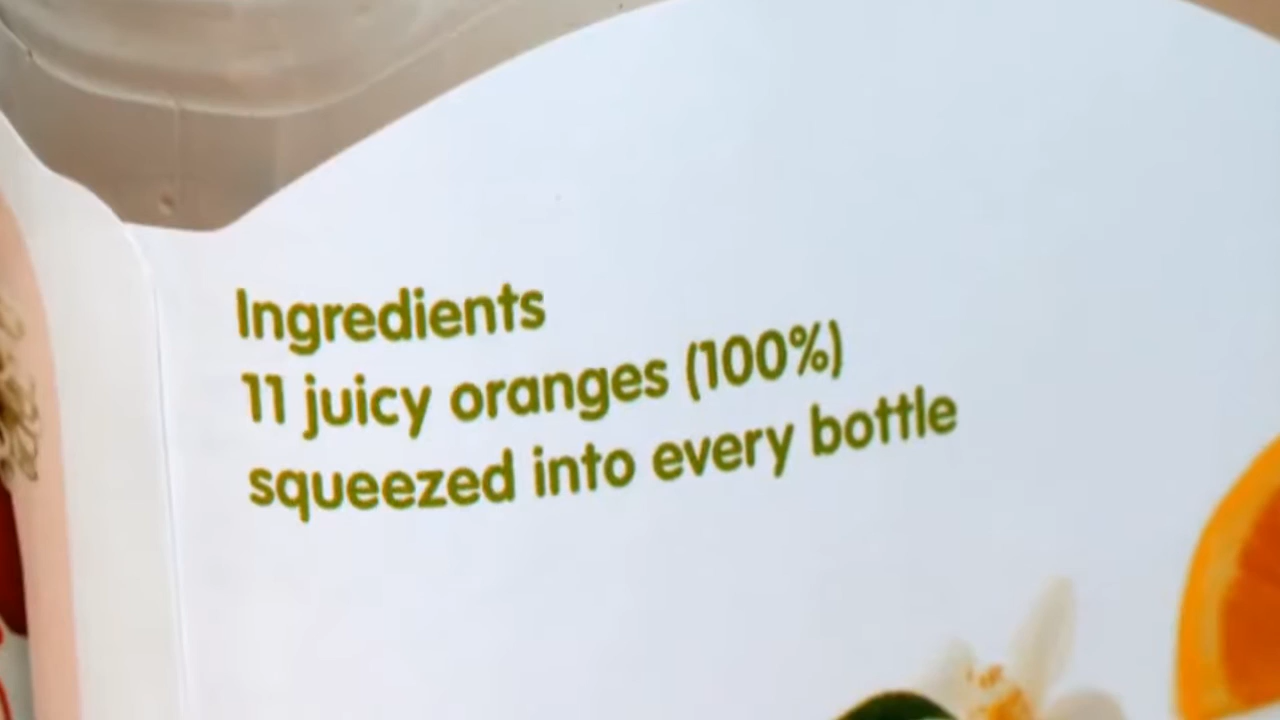 Ingredients
11 juicy oranges (100%)
squeezed into every bottle